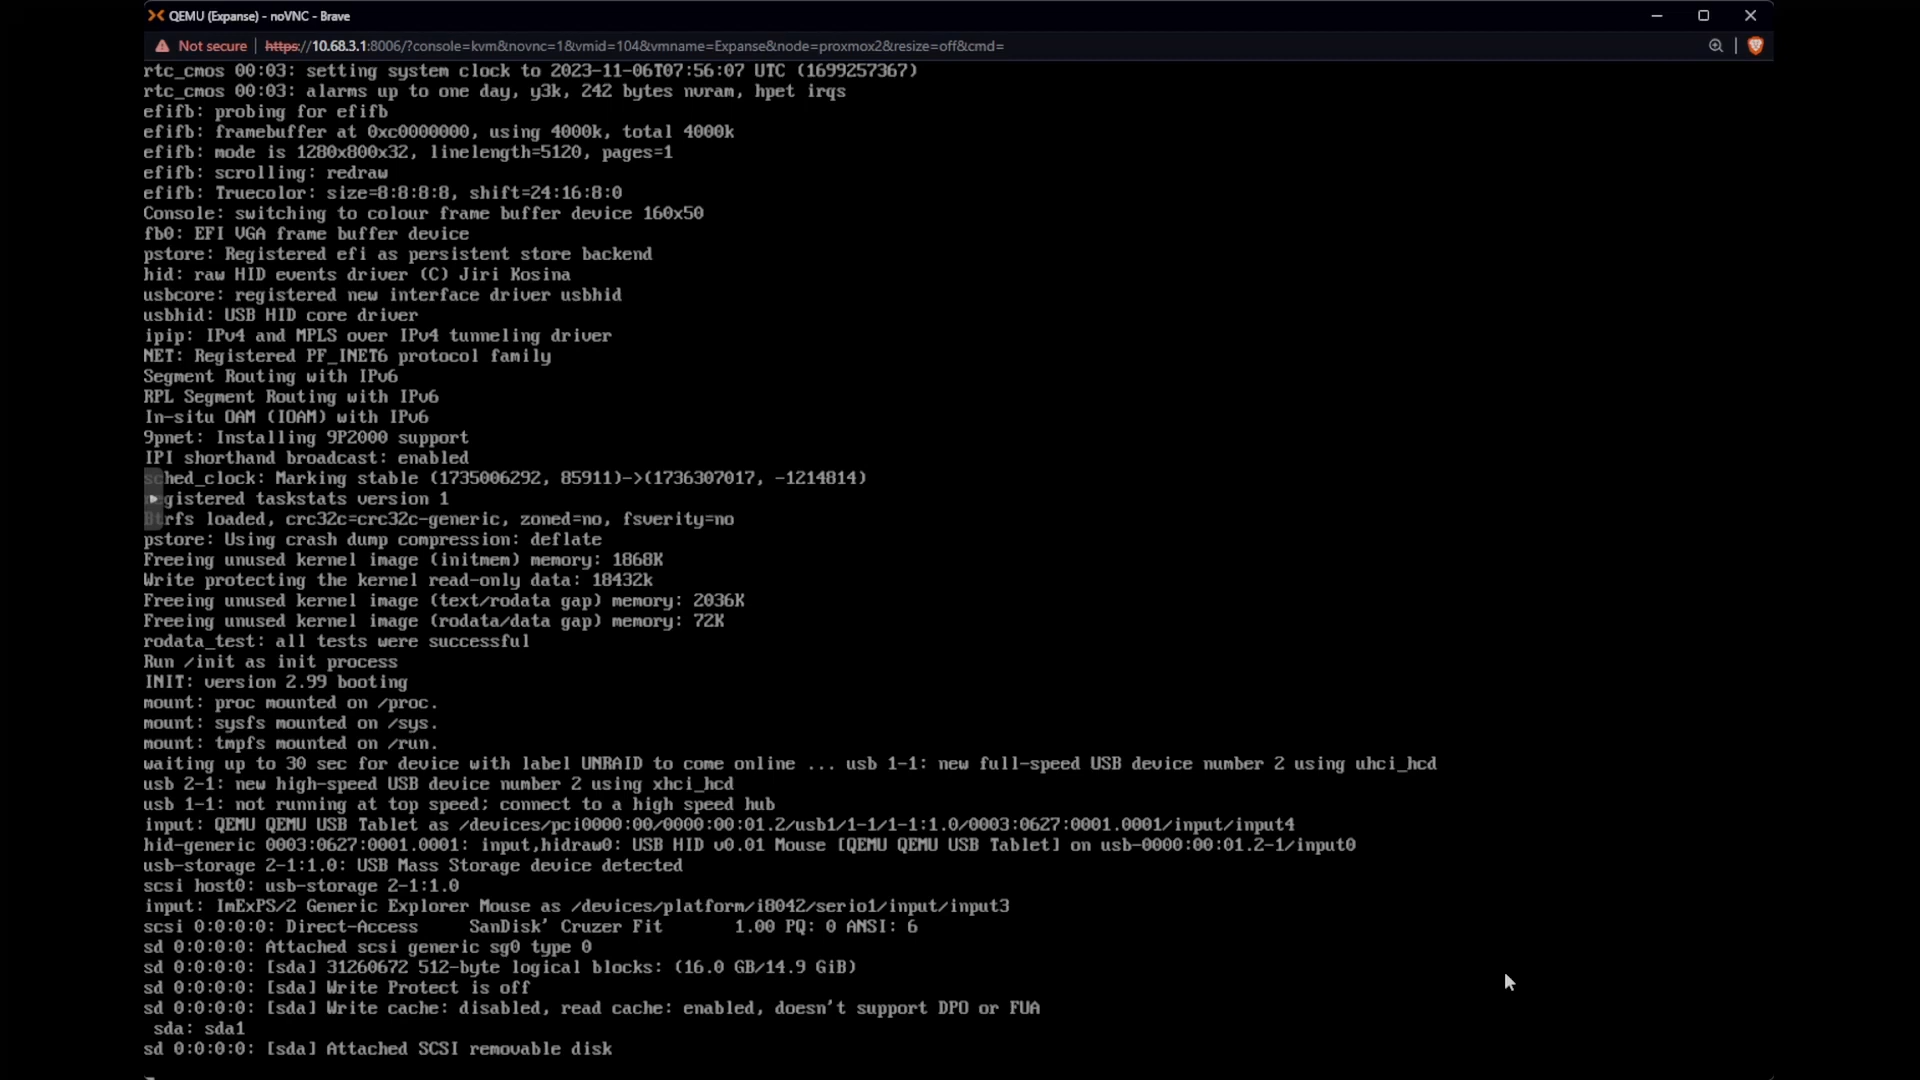 QEMU (Expanse) - noVNC - Brave
Not secure | https://10.68.3.1:8006/?console=kvm&novnc=1&vmid=104&vmname=Expanse&node=proxmox2&resize=off&cmd=
rtc_cmos 00:03: setting system clock to 2023-11-06T07:56:07 UTC (1699257367)
rtc_cmos 00:03: alarms up to one day, y3k, 242 bytes nvram, hpet irqs
efifb: probing for efifb
efifb: framebuffer at 0xc0000000, using 4000k, total 4000k
efifb: mode is 1280x800x32, linelength=5120, pages=1
efifb: scrolling: redraw
efifb: Truecolor: size=8:8:8:8, shift=24:16:8:0
Console: switching to colour frame buffer device 160x50
fb0: EFI VGA frame buffer device
pstore: Registered efi as persistent store backend
hid: raw HID events driver (C) Jiri Kosina
usbcore: registered new interface driver usbhid
usbhid: USB HID core driver
ipip: IPv4 and MPLS over IPv4 tunneling driver
NET: Registered PF_INET6 protocol family
Segment Routing with IPv6
RPL Segment Routing with IPv6
In-situ OAM (IOAM) with IPv6
9pnet: Installing 9P2000 support
IPI shorthand broadcast: enabled
sched_clock: Marking stable (1735006292, 85911)->(1736307017, -1214814)
registered taskstats version 1
Btrfs loaded, crc32c=crc32c-generic, zoned=no, fsverity=no
pstore: Using crash dump compression: deflate
Freeing unused kernel image (initmem) memory: 1868K
Write protecting the kernel read-only data: 18432k
Freeing unused kernel image (text/rodata gap) memory: 2036K
Freeing unused kernel image (rodata/data gap) memory: 72K
rodata_test: all tests were successful
Run /init as init process
INIT: version 2.99 booting
mount: proc mounted on /proc.
mount: sysfs mounted on /sys.
mount: tmpfs mounted on /run.
waiting up to 30 sec for device with label UNRAID to come online ... usb 1-1: new full-speed USB device number 2 using uhci_hcd
usb 2-1: new high-speed USB device number 2 using xhci_hcd
usb 1-1: not running at top speed; connect to a high speed hub
input: QEMU QEMU USB Tablet as /devices/pci0000:00/0000:00:01.2/usb1/1-1/1-1:1.0/0003:0627:0001.0001/input/input4
hid-generic 0003:0627:0001.0001: input,hidraw0: USB HID v0.01 Mouse [QEMU QEMU USB Tablet] on usb-0000:00:01.2-1/input0
usb-storage 2-1:1.0: USB Mass Storage device detected
scsi host0: usb-storage 2-1:1.0
input: ImExPS/2 Generic Explorer Mouse as /devices/platform/i8042/serio1/input/input3
scsi 0:0:0:0: Direct-Access     SanDisk' Cruzer Fit       1.00 PQ: 0 ANSI: 6
sd 0:0:0:0: Attached scsi generic sg0 type 0
sd 0:0:0:0: [sda] 31260672 512-byte logical blocks: (16.0 GB/14.9 GiB)
sd 0:0:0:0: [sda] Write Protect is off
sd 0:0:0:0: [sda] Write cache: disabled, read cache: enabled, doesn't support DPO or FUA
 sda: sda1
sd 0:0:0:0: [sda] Attached SCSI removable disk